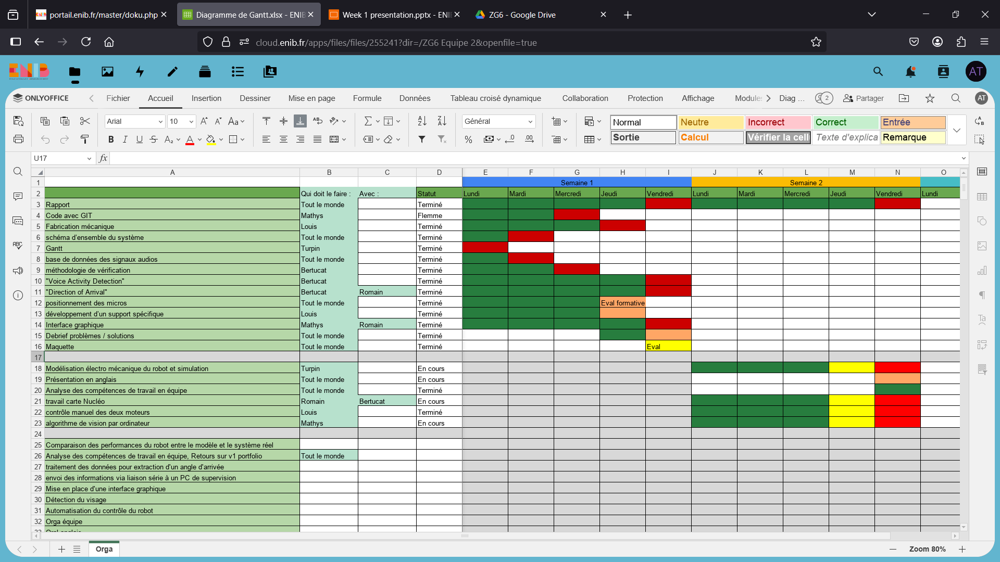 portail.enib.fr/master/doku.php
Diagramme de Gantt.xlsx - ENIB
Week 1 presentation.pptx - ENI
ZG6 - Google Drive
cloud.enib.fr/apps/files/files/255241?dir=/ZG6 Equipe 2&openfile=true
ENIB
AT
ONLYOFFICE Fichier Accueil Insertion Dessiner Mise en page Formule Données Tableau croisé dynamique Collaboration Protection Affichage Modules Diag ... 2 Partager AT
Arial 10 Aa Général Normal Neutre Incorrect Correct Entrée
Sortie Calcul Vérifier la cell Texte d'explica Remarque
U17 fx
A B C D E F G H I J K L M N O
1 Semaine 1 Semaine 2
2 Qui doit le faire : Avec : Statut Lundi Mardi Mercredi Jeudi Vendredi Lundi Mardi Mercredi Jeudi Vendredi Lundi
3 Rapport Tout le monde Terminé
4 Code avec GIT Mathys Flemme
5 Fabrication mécanique Louis Terminé
6 schéma d'ensemble du système Tout le monde Terminé
7 Gantt Turpin Terminé
8 base de données des signaux audios Tout le monde Terminé
9 méthodologie de vérification Bertucat Terminé
10 "Voice Activity Detection" Bertucat Terminé
11 "Direction of Arrival" Bertucat Romain Terminé
12 positionnement des micros Tout le monde Terminé Eval formative
13 développement d'un support spécifique Louis Terminé
14 Interface graphique Mathys Romain Terminé
15 Debrief problèmes / solutions Tout le monde Terminé
16 Maquette Tout le monde Terminé Eval
17
18 Modélisation électro mécanique du robot et simulation Turpin En cours
19 Présentation en anglais Tout le monde En cours
20 Analyse des compétences de travail en équipe Tout le monde Terminé
21 travail carte Nucléo Romain Bertucat En cours
22 contrôle manuel des deux moteurs Louis Terminé
23 algorithme de vision par ordinateur Mathys En cours
24
25 Comparaison des performances du robot entre le modèle et le système réel
26 Analyse des compétences de travail en équipe, Retours sur v1 portfolio Tout le monde
27 traitement des données pour extraction d'un angle d'arrivée
28 envoi des informations via liaison série à un PC de supervision
29 Mise en place d'une interface graphique
30 Détection du visage
31 Automatisation du contrôle du robot
32 Orga équipe
33 Oral anglais
Orga
Zoom 80%